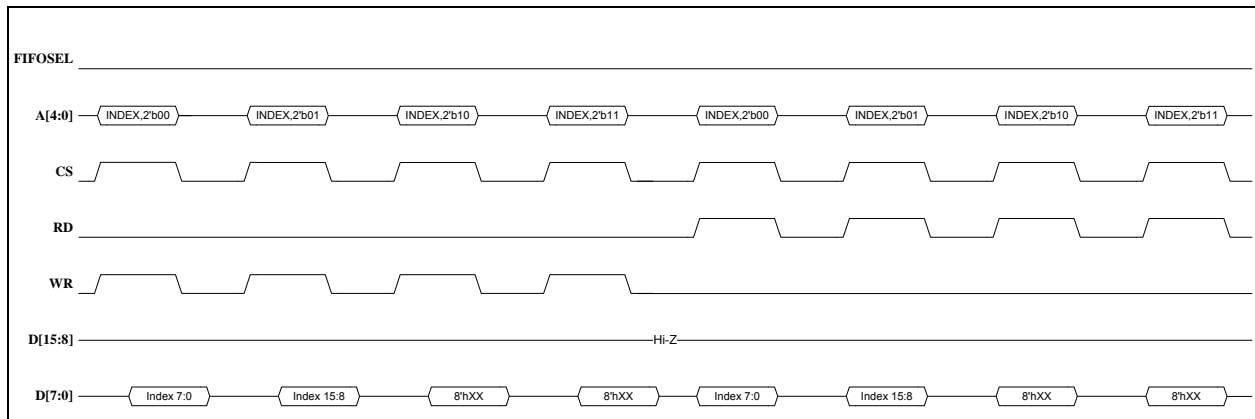 FIFOSEL
A[4:0] INDEX,2'b00 INDEX,2'b01 INDEX,2'b10 INDEX,2'b11 INDEX,2'b00 INDEX,2'b01 INDEX,2'b10 INDEX,2'b11
CS
RD
WR
D[15:8] Hi-Z
D[7:0] Index 7:0 Index 15:8 8'hXX 8'hXX Index 7:0 Index 15:8 8'hXX 8'hXX